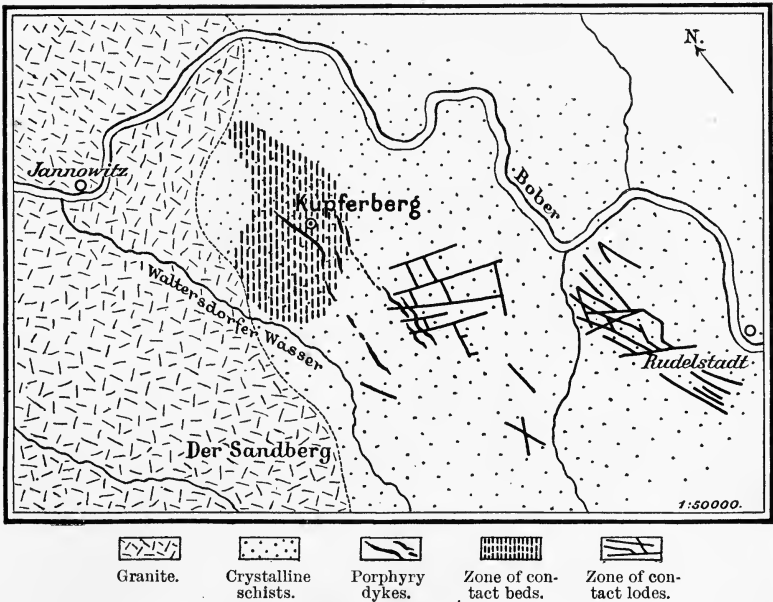 N.
Jannowitz
Kupferberg
Bober
Waltersdorfer Wasser
Rudelstadt
Der Sandberg
1:50000.
Granite.
Crystalline
schists.
Porphyry
dykes.
Zone of con-
tact beds.
Zone of con-
tact lodes.